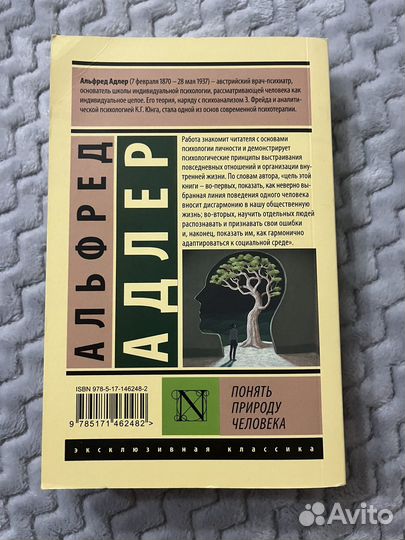 Альфред Адлер (7 февраля 1870 – 28 мая 1937) – австрийский врач-психиатр,
основатель школы индивидуальной психологии, рассматривающей человека как
индивидуальное целое. Его теория, наряду с психоанализом З. Фрейда и аналити-
ческой психологией К.Г. Юнга, стала одной из основ современной психотерапии.
АЛЬФРЕД
АДЛЕР
Работа знакомит читателя с основами
психологии личности и демонстрирует
психологические принципы выстраивания
повседневных отношений и организации внут-
ренней жизни. По словам автора, «цель этой
книги – во-первых, показать, как неверно вы-
бранная линия поведения одного человека
вносит дисгармонию в нашу общественную
жизнь; во-вторых, научить отдельных людей
распознавать и признавать свои ошибки
и, наконец, показать им, как гармонично
адаптироваться к социальной среде».
ISBN 978-5-17-146248-2
9 785171 462482 >
N
ПОНЯТЬ
ПРИРОДУ
ЧЕЛОВЕКА
эксклюзивная классика
Avito